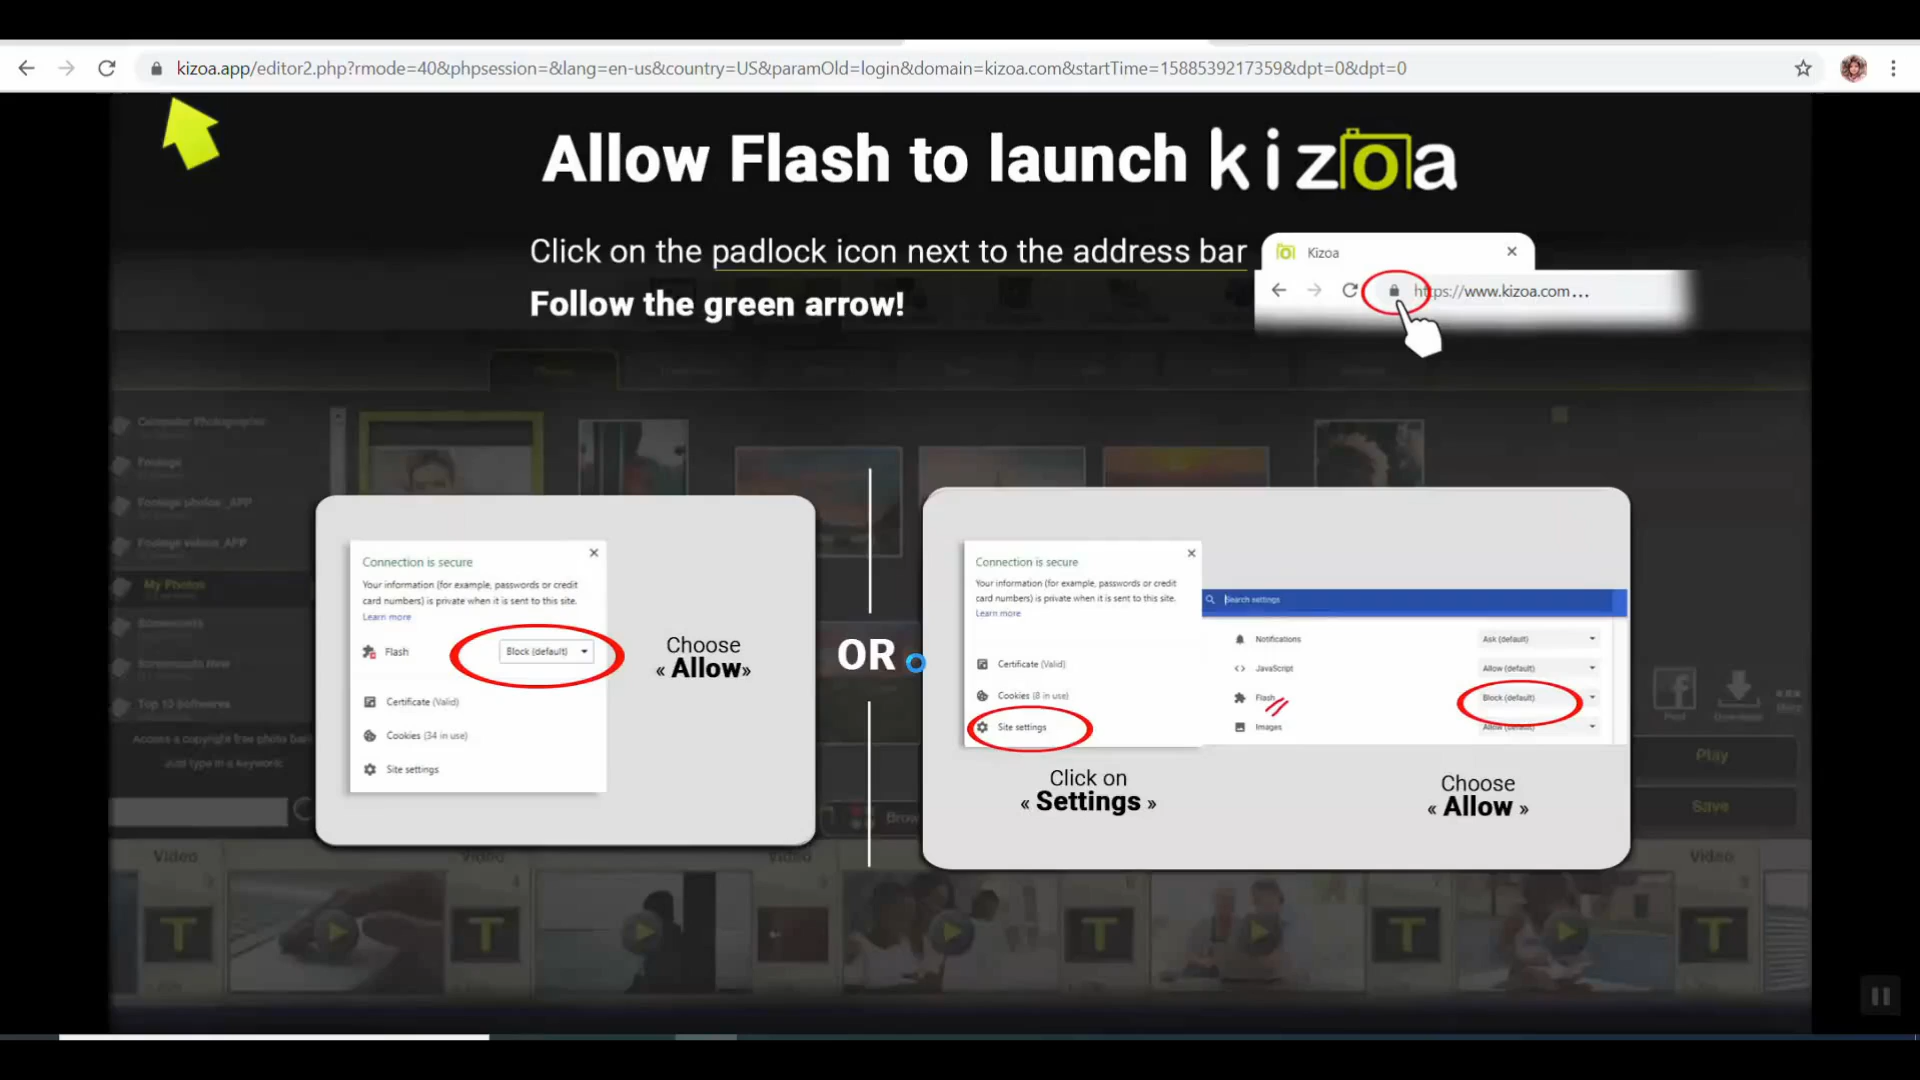 kizoa.app/editor2.php?rmode=40&phpsession=&lang=en-us&country=US&paramOld=login&domain=kizoa.com&startTime=1588539217359&dpt=0&dpt=0
Allow Flash to launch kizoa
Click on the padlock icon next to the address bar
Follow the green arrow!
Kizoa
https://www.kizoa.com...
Connection is secure
Your information (for example, passwords or credit
card numbers) is private when it is sent to this site.
Learn more
Flash
Block (default)
Certificate (Valid)
Cookies (34 in use)
Site settings
Choose
« Allow»
OR
Connection is secure
Your information (for example, passwords or credit
card numbers) is private when it is sent to this site.
Learn more
Certificate (Valid)
Cookies (8 in use)
Site settings
Search settings
Notifications
Ask (default)
JavaScript
Allow (default)
Flash
Block (default)
Images
Allow (default)
Click on
« Settings »
Choose
« Allow »
Footage
My Photos
Play
Save
Video
Video
Video
Video
T
T
T
T
T